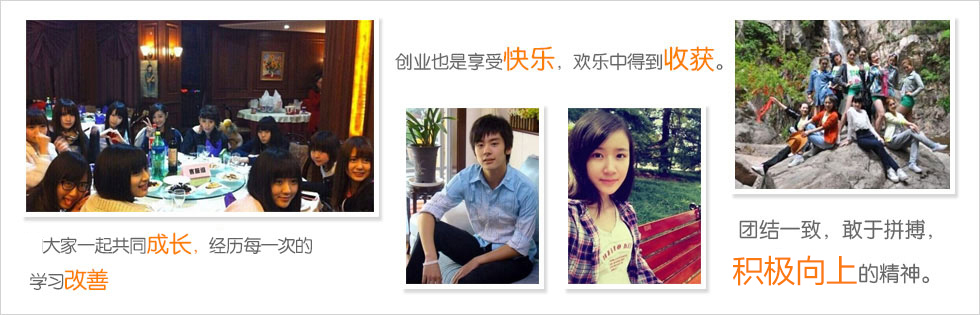 创业也是享受快乐，欢乐中得到收获。
大家一起共同成长，经历每一次的
学习改善
团结一致，敢于拼搏，
积极向上的精神。